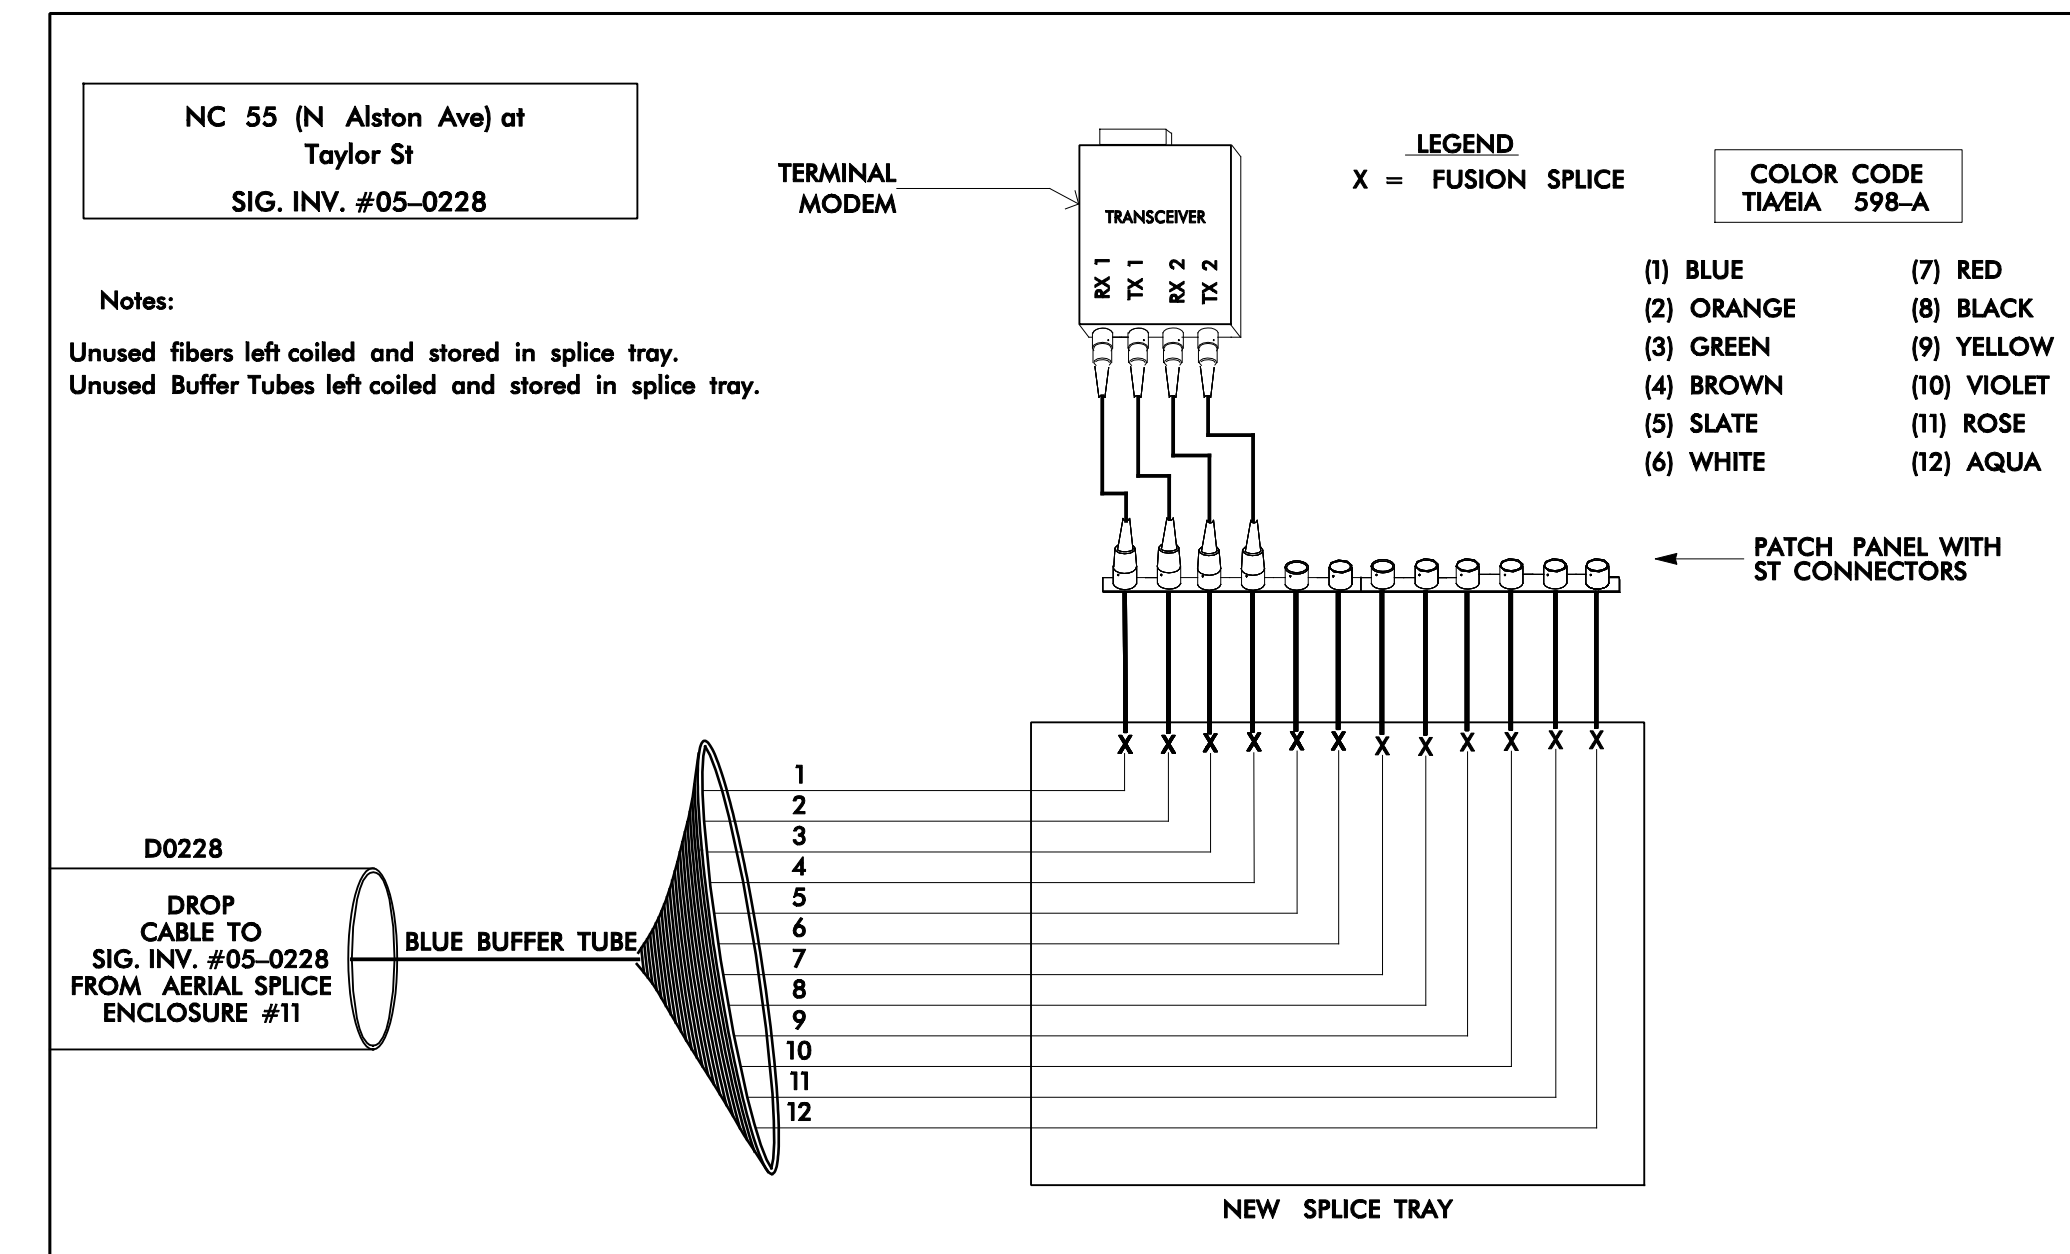 NC 55 (N Alston Ave) at
Taylor St
SIG. INV. #05-0228
Notes:
Unused fibers left coiled and stored in splice tray.
Unused Buffer Tubes left coiled and stored in splice tray.
TERMINAL
MODEM
TRANSCEIVER
RX 1
TX 1
RX 2
TX 2
LEGEND
X = FUSION SPLICE
COLOR CODE
TIA/EIA 598-A
(1) BLUE
(2) ORANGE
(3) GREEN
(4) BROWN
(5) SLATE
(6) WHITE
(7) RED
(8) BLACK
(9) YELLOW
(10) VIOLET
(11) ROSE
(12) AQUA
PATCH PANEL WITH
ST CONNECTORS
X X X X X X X X X X X X
1
2
3
4
5
6
7
8
9
10
11
12
D0228
DROP
CABLE TO
SIG. INV. #05-0228
FROM AERIAL SPLICE
ENCLOSURE #11
BLUE BUFFER TUBE
NEW SPLICE TRAY